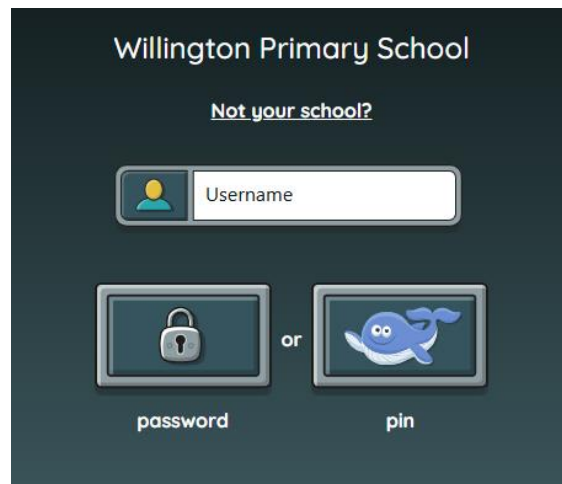 Willington Primary School
Not your school?
Username
or
password
pin